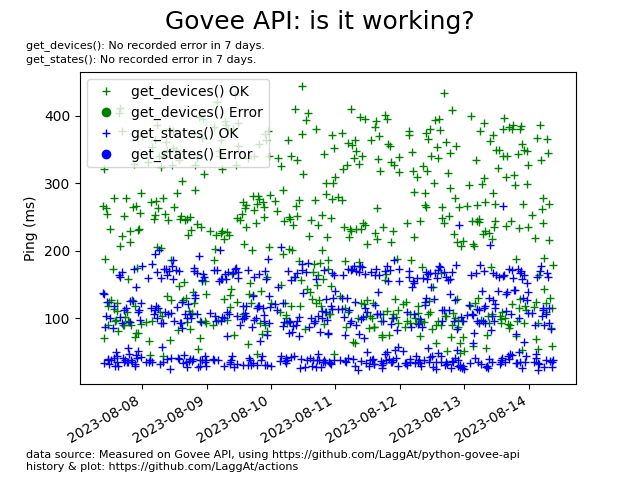 Govee API: is it working?
get_devices(): No recorded error in 7 days.
get_states(): No recorded error in 7 days.
get_devices() OK
get_devices() Error
get_states() OK
get_states() Error
Ping (ms)
400
300
200
100
2023-08-08
2023-08-09
2023-08-10
2023-08-11
2023-08-12
2023-08-13
2023-08-14
data source: Measured on Govee API, using https://github.com/LaggAt/python-govee-api
history & plot: https://github.com/LaggAt/actions